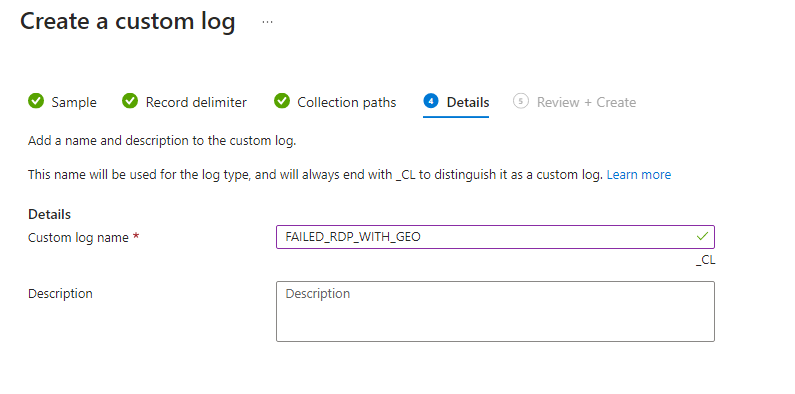 Create a custom log ...
Sample Record delimiter Collection paths 4 Details 5 Review + Create
Add a name and description to the custom log.
This name will be used for the log type, and will always end with _CL to distinguish it as a custom log. Learn more
Details
Custom log name * FAILED_RDP_WITH_GEO
_CL
Description Description